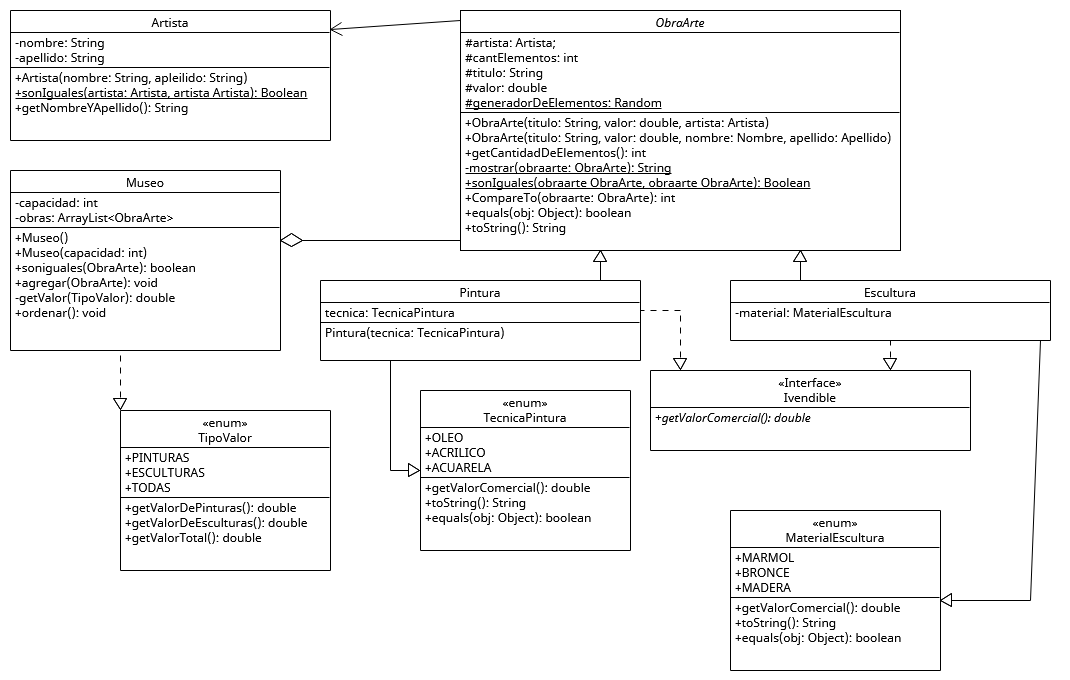 Artista
-nombre: String
-apellido: String
+Artista(nombre: String, apleilido: String)
+sonIguales(artista: Artista, artista Artista): Boolean
+getNombreYApellido(): String
ObraArte
#artista: Artista;
#cantElementos: int
#titulo: String
#valor: double
#generadorDeElementos: Random
+ObraArte(titulo: String, valor: double, artista: Artista)
+ObraArte(titulo: String, valor: double, nombre: Nombre, apellido: Apellido)
+getCantidadDeElementos(): int
-mostrar(obraarte: ObraArte): String
+sonIguales(obraarte ObraArte, obraarte ObraArte): Boolean
+CompareTo(obraarte: ObraArte): int
+equals(obj: Object): boolean
+toString(): String
Museo
-capacidad: int
-obras: ArrayList<ObraArte>
+Museo()
+Museo(capacidad: int)
+soniguales(ObraArte): boolean
+agregar(ObraArte): void
-getValor(TipoValor): double
+ordenar(): void
Pintura
tecnica: TecnicaPintura
Pintura(tecnica: TecnicaPintura)
Escultura
-material: MaterialEscultura
«Interface»
Ivendible
+getValorComercial(): double
«enum»
TecnicaPintura
+OLEO
+ACRILICO
+ACUARELA
+getValorComercial(): double
+toString(): String
+equals(obj: Object): boolean
«enum»
TipoValor
+PINTURAS
+ESCULTURAS
+TODAS
+getValorDePinturas(): double
+getValorDeEsculturas(): double
+getValorTotal(): double
«enum»
MaterialEscultura
+MARMOL
+BRONCE
+MADERA
+getValorComercial(): double
+toString(): String
+equals(obj: Object): boolean